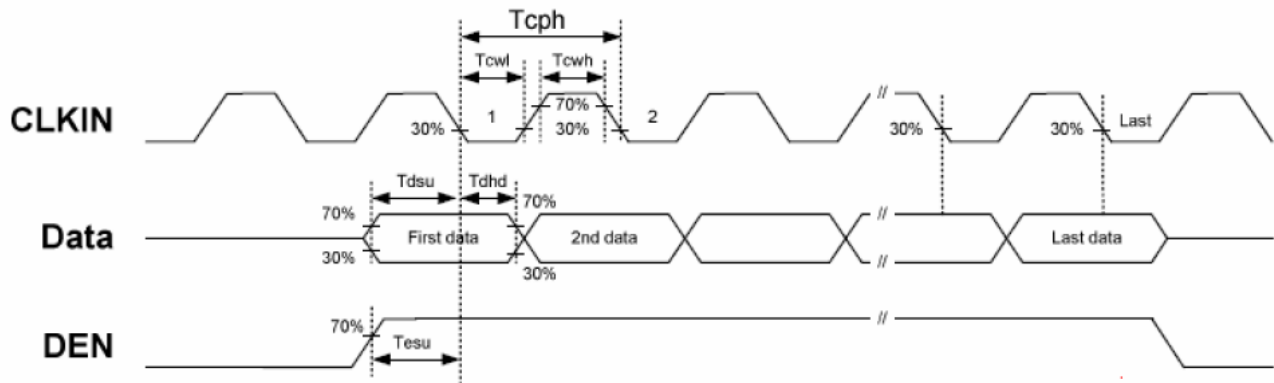 Tcph
Tcwl Tcwh
CLKIN 30% 1 70% 30% 2 // 30% 30% Last
Tdsu Tdhd
70% 70%
Data First data 2nd data // Last data
30% 30%
70% //
DEN Tesu